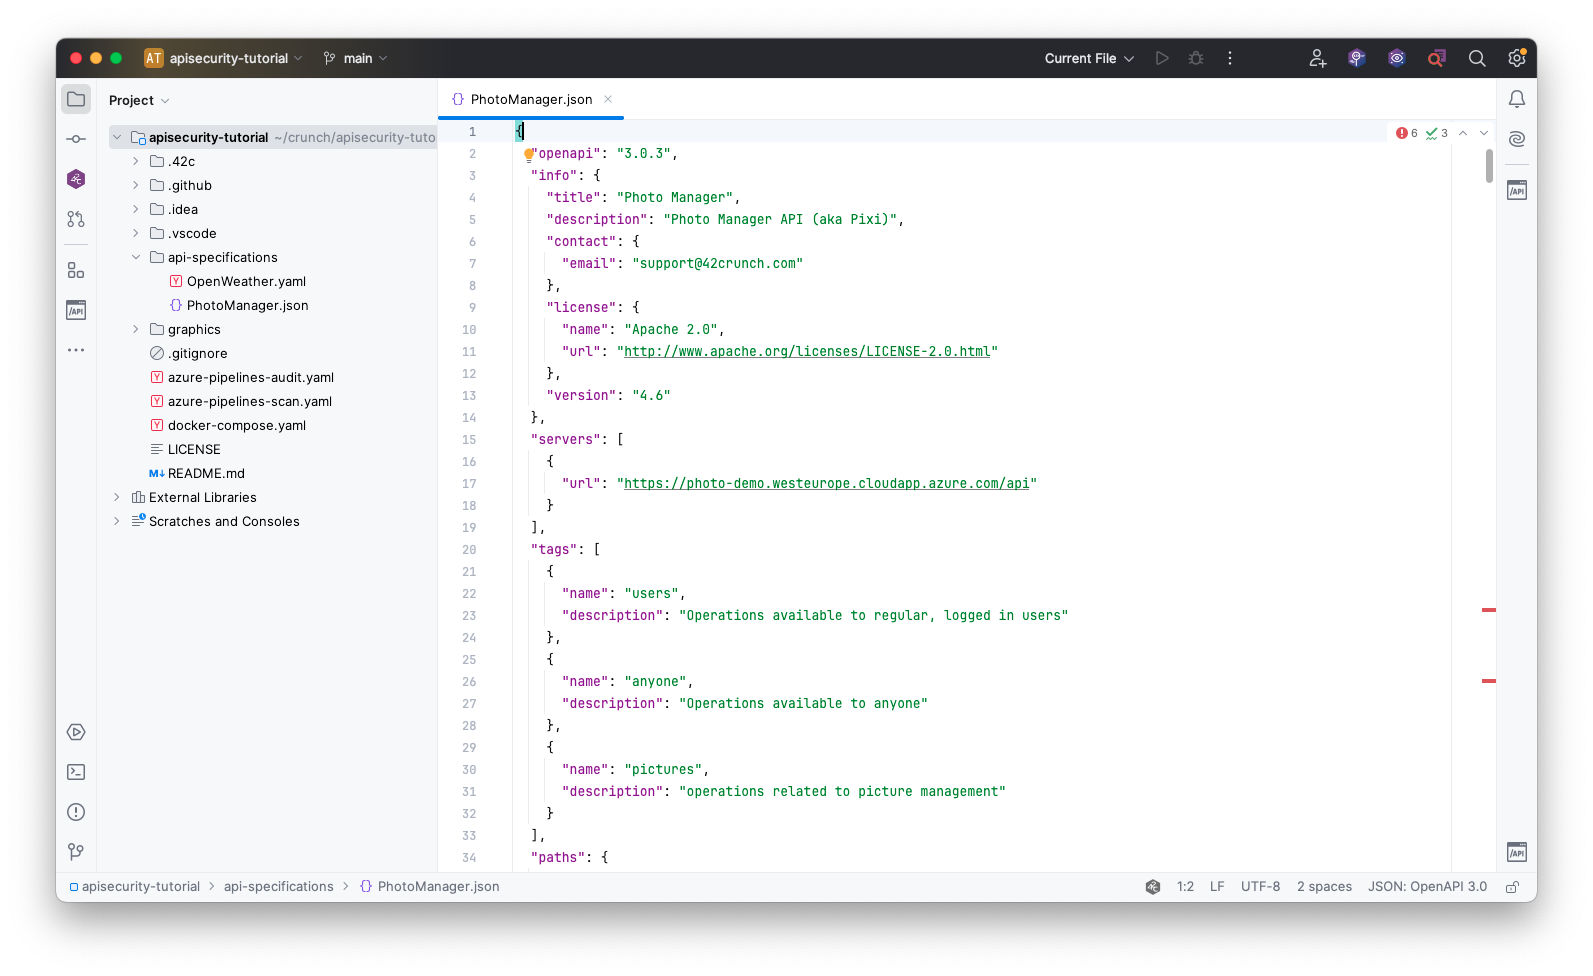 AT apisecurity-tutorial main Current File
Project
PhotoManager.json
apisecurity-tutorial ~/crunch/apisecurity-tuto
.42c
.github
.idea
.vscode
api-specifications
Y OpenWeather.yaml
{} PhotoManager.json
graphics
.gitignore
Y azure-pipelines-audit.yaml
Y azure-pipelines-scan.yaml
Y docker-compose.yaml
LICENSE
M↓ README.md
External Libraries
Scratches and Consoles
/API
6 3
1 {
2 "openapi": "3.0.3",
3 "info": {
4 "title": "Photo Manager",
5 "description": "Photo Manager API (aka Pixi)",
6 "contact": {
7 "email": "support@42crunch.com"
8 },
9 "license": {
10 "name": "Apache 2.0",
11 "url": "http://www.apache.org/licenses/LICENSE-2.0.html"
12 },
13 "version": "4.6"
14 },
15 "servers": [
16 {
17 "url": "https://photo-demo.westeurope.cloudapp.azure.com/api"
18 }
19 ],
20 "tags": [
21 {
22 "name": "users",
23 "description": "Operations available to regular, logged in users"
24 },
25 {
26 "name": "anyone",
27 "description": "Operations available to anyone"
28 },
29 {
30 "name": "pictures",
31 "description": "operations related to picture management"
32 }
33 ],
34 "paths": {
/API
/API
apisecurity-tutorial > api-specifications > {} PhotoManager.json 1:2 LF UTF-8 2 spaces JSON: OpenAPI 3.0